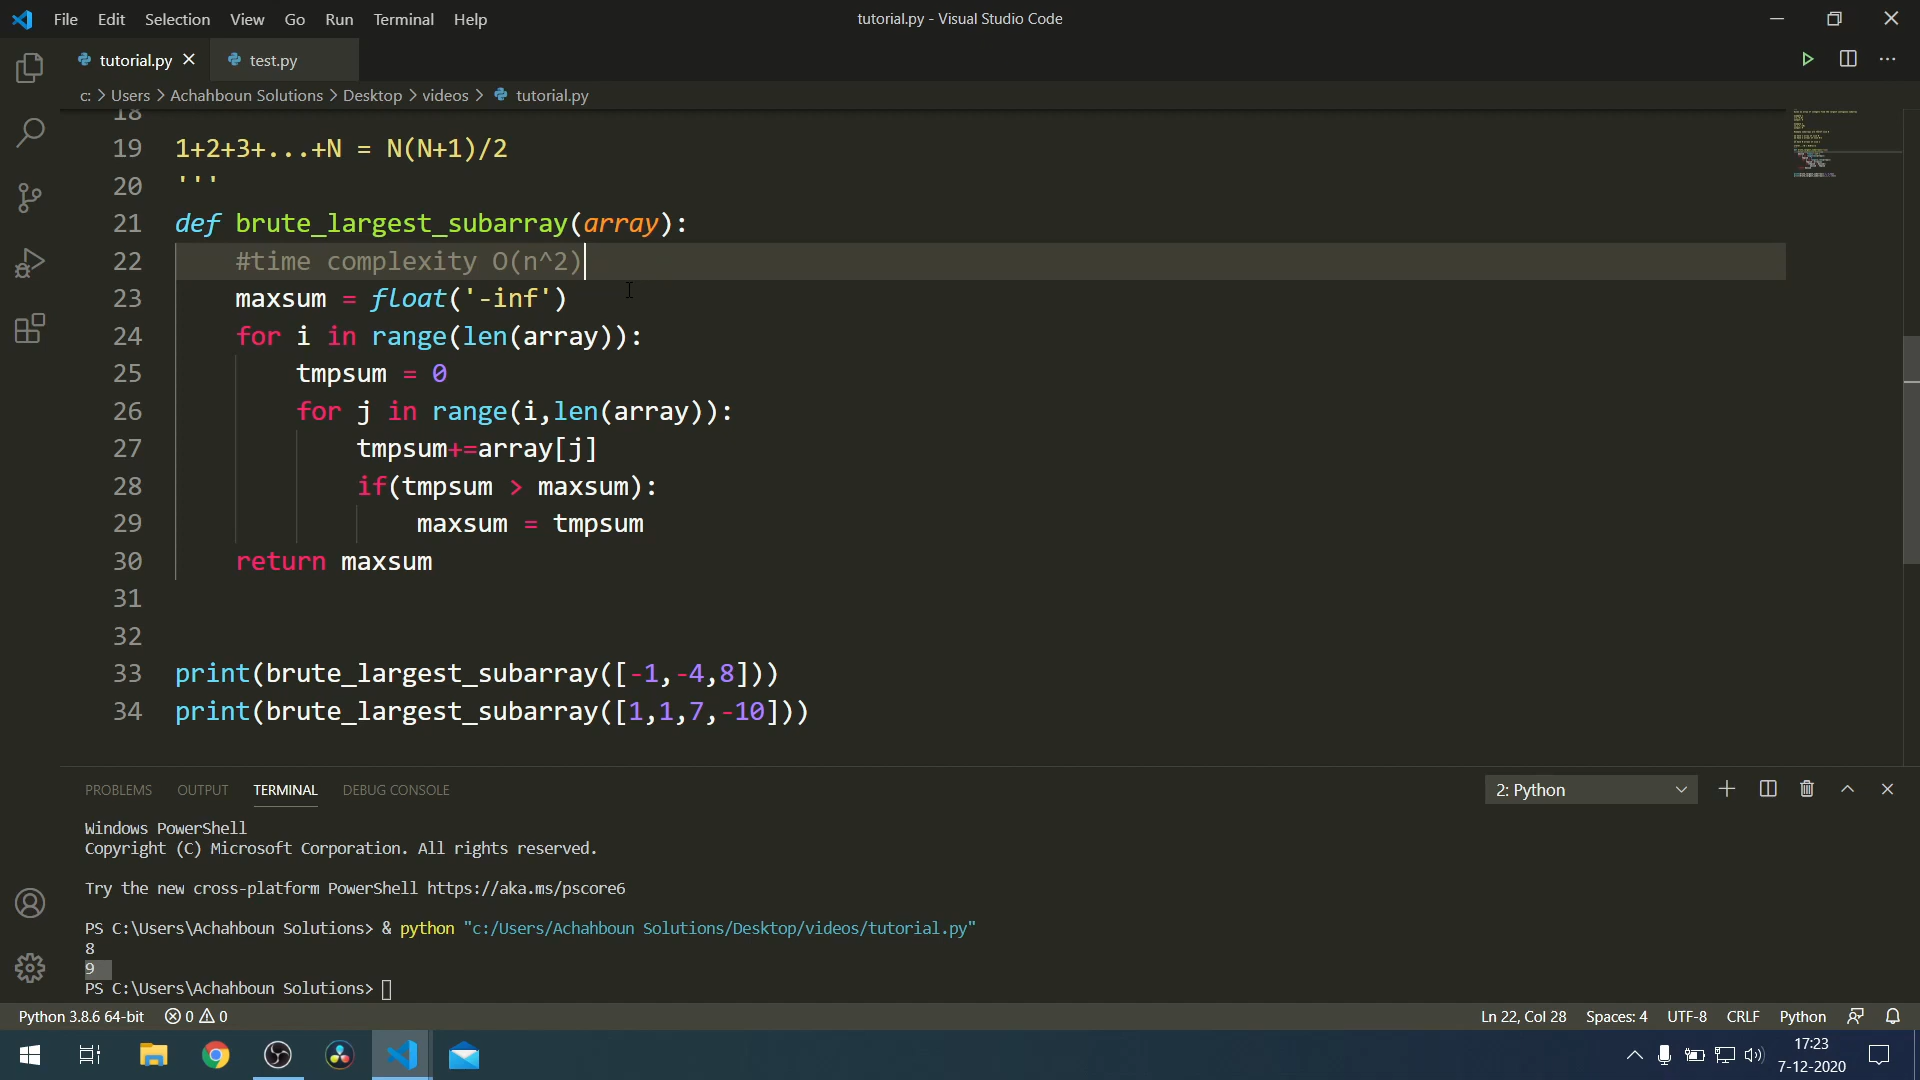 File Edit Selection View Go Run Terminal Help
tutorial.py - Visual Studio Code
tutorial.py test.py
c: > Users > Achahboun Solutions > Desktop > videos > tutorial.py
18
19 1+2+3+...+N = N(N+1)/2
20 '''
21 def brute_largest_subarray(array):
22 #time complexity O(n^2)
23 maxsum = float('-inf')
24 for i in range(len(array)):
25 tmpsum = 0
26 for j in range(i,len(array)):
27 tmpsum+=array[j]
28 if(tmpsum > maxsum):
29 maxsum = tmpsum
30 return maxsum
31
32
33 print(brute_largest_subarray([-1,-4,8]))
34 print(brute_largest_subarray([1,1,7,-10]))
PROBLEMS OUTPUT TERMINAL DEBUG CONSOLE 2: Python
Windows PowerShell
Copyright (C) Microsoft Corporation. All rights reserved.
Try the new cross-platform PowerShell https://aka.ms/pscore6
PS C:\Users\Achahboun Solutions> & python "c:/Users/Achahboun Solutions/Desktop/videos/tutorial.py"
8
9
PS C:\Users\Achahboun Solutions>
Python 3.8.6 64-bit 0 0 Ln 22, Col 28 Spaces: 4 UTF-8 CRLF Python
17:23
7-12-2020